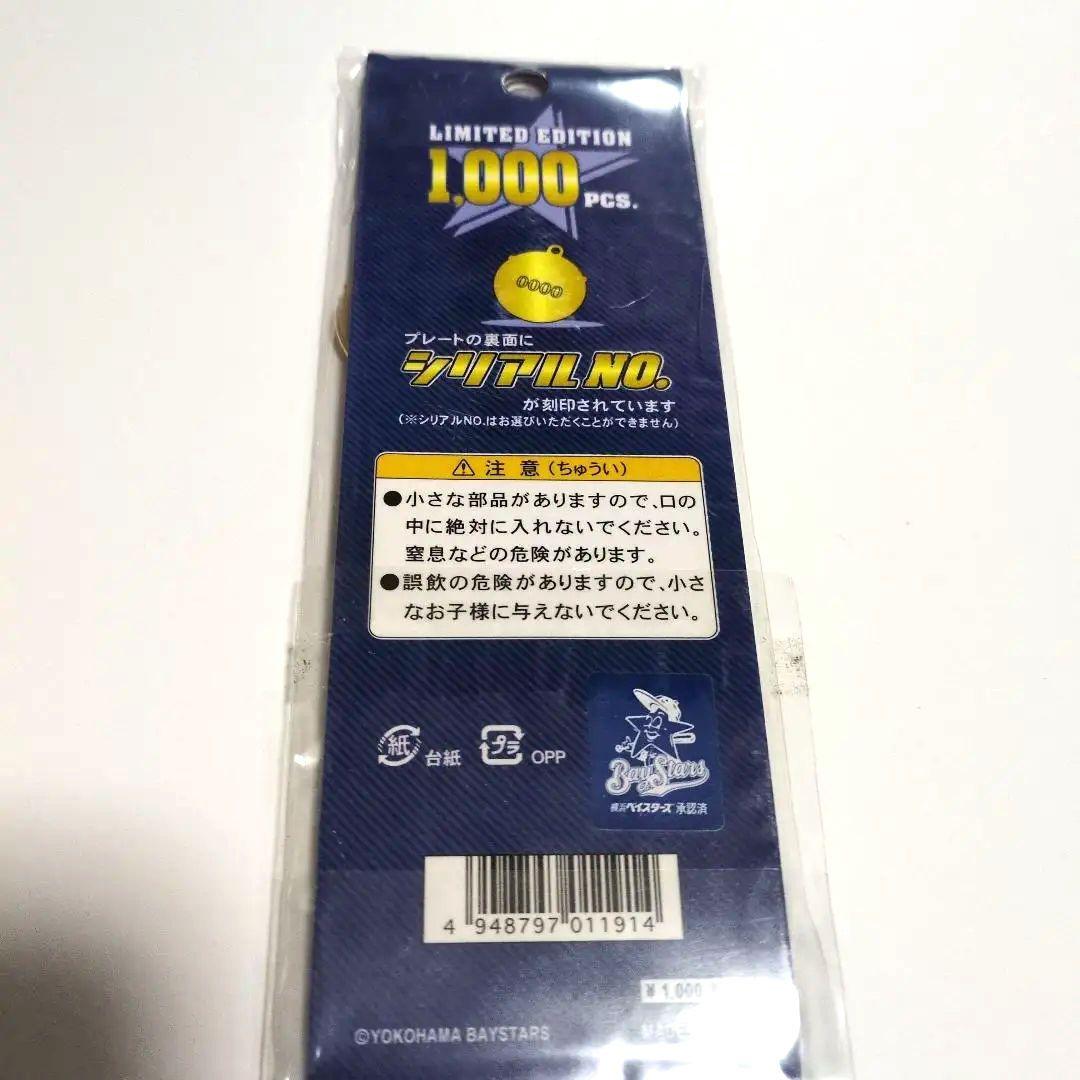 LIMITED EDITION
1,000 PCS.
0000
プレートの裏面に
シリアルNO.
が刻印されています
(※シリアルNO.はお選びいただくことができません)
⚠ 注 意 (ちゅうい)
●小さな部品がありますので、口の
中に絶対に入れないでください。
窒息などの危険があります。
●誤飲の危険がありますので、小さ
なお子様に与えないでください。
紙 台紙 プラ OPP
BayStars
横浜ベイスターズ 承認済
4 948797 011914
¥1,000
©YOKOHAMA BAYSTARS
MADE